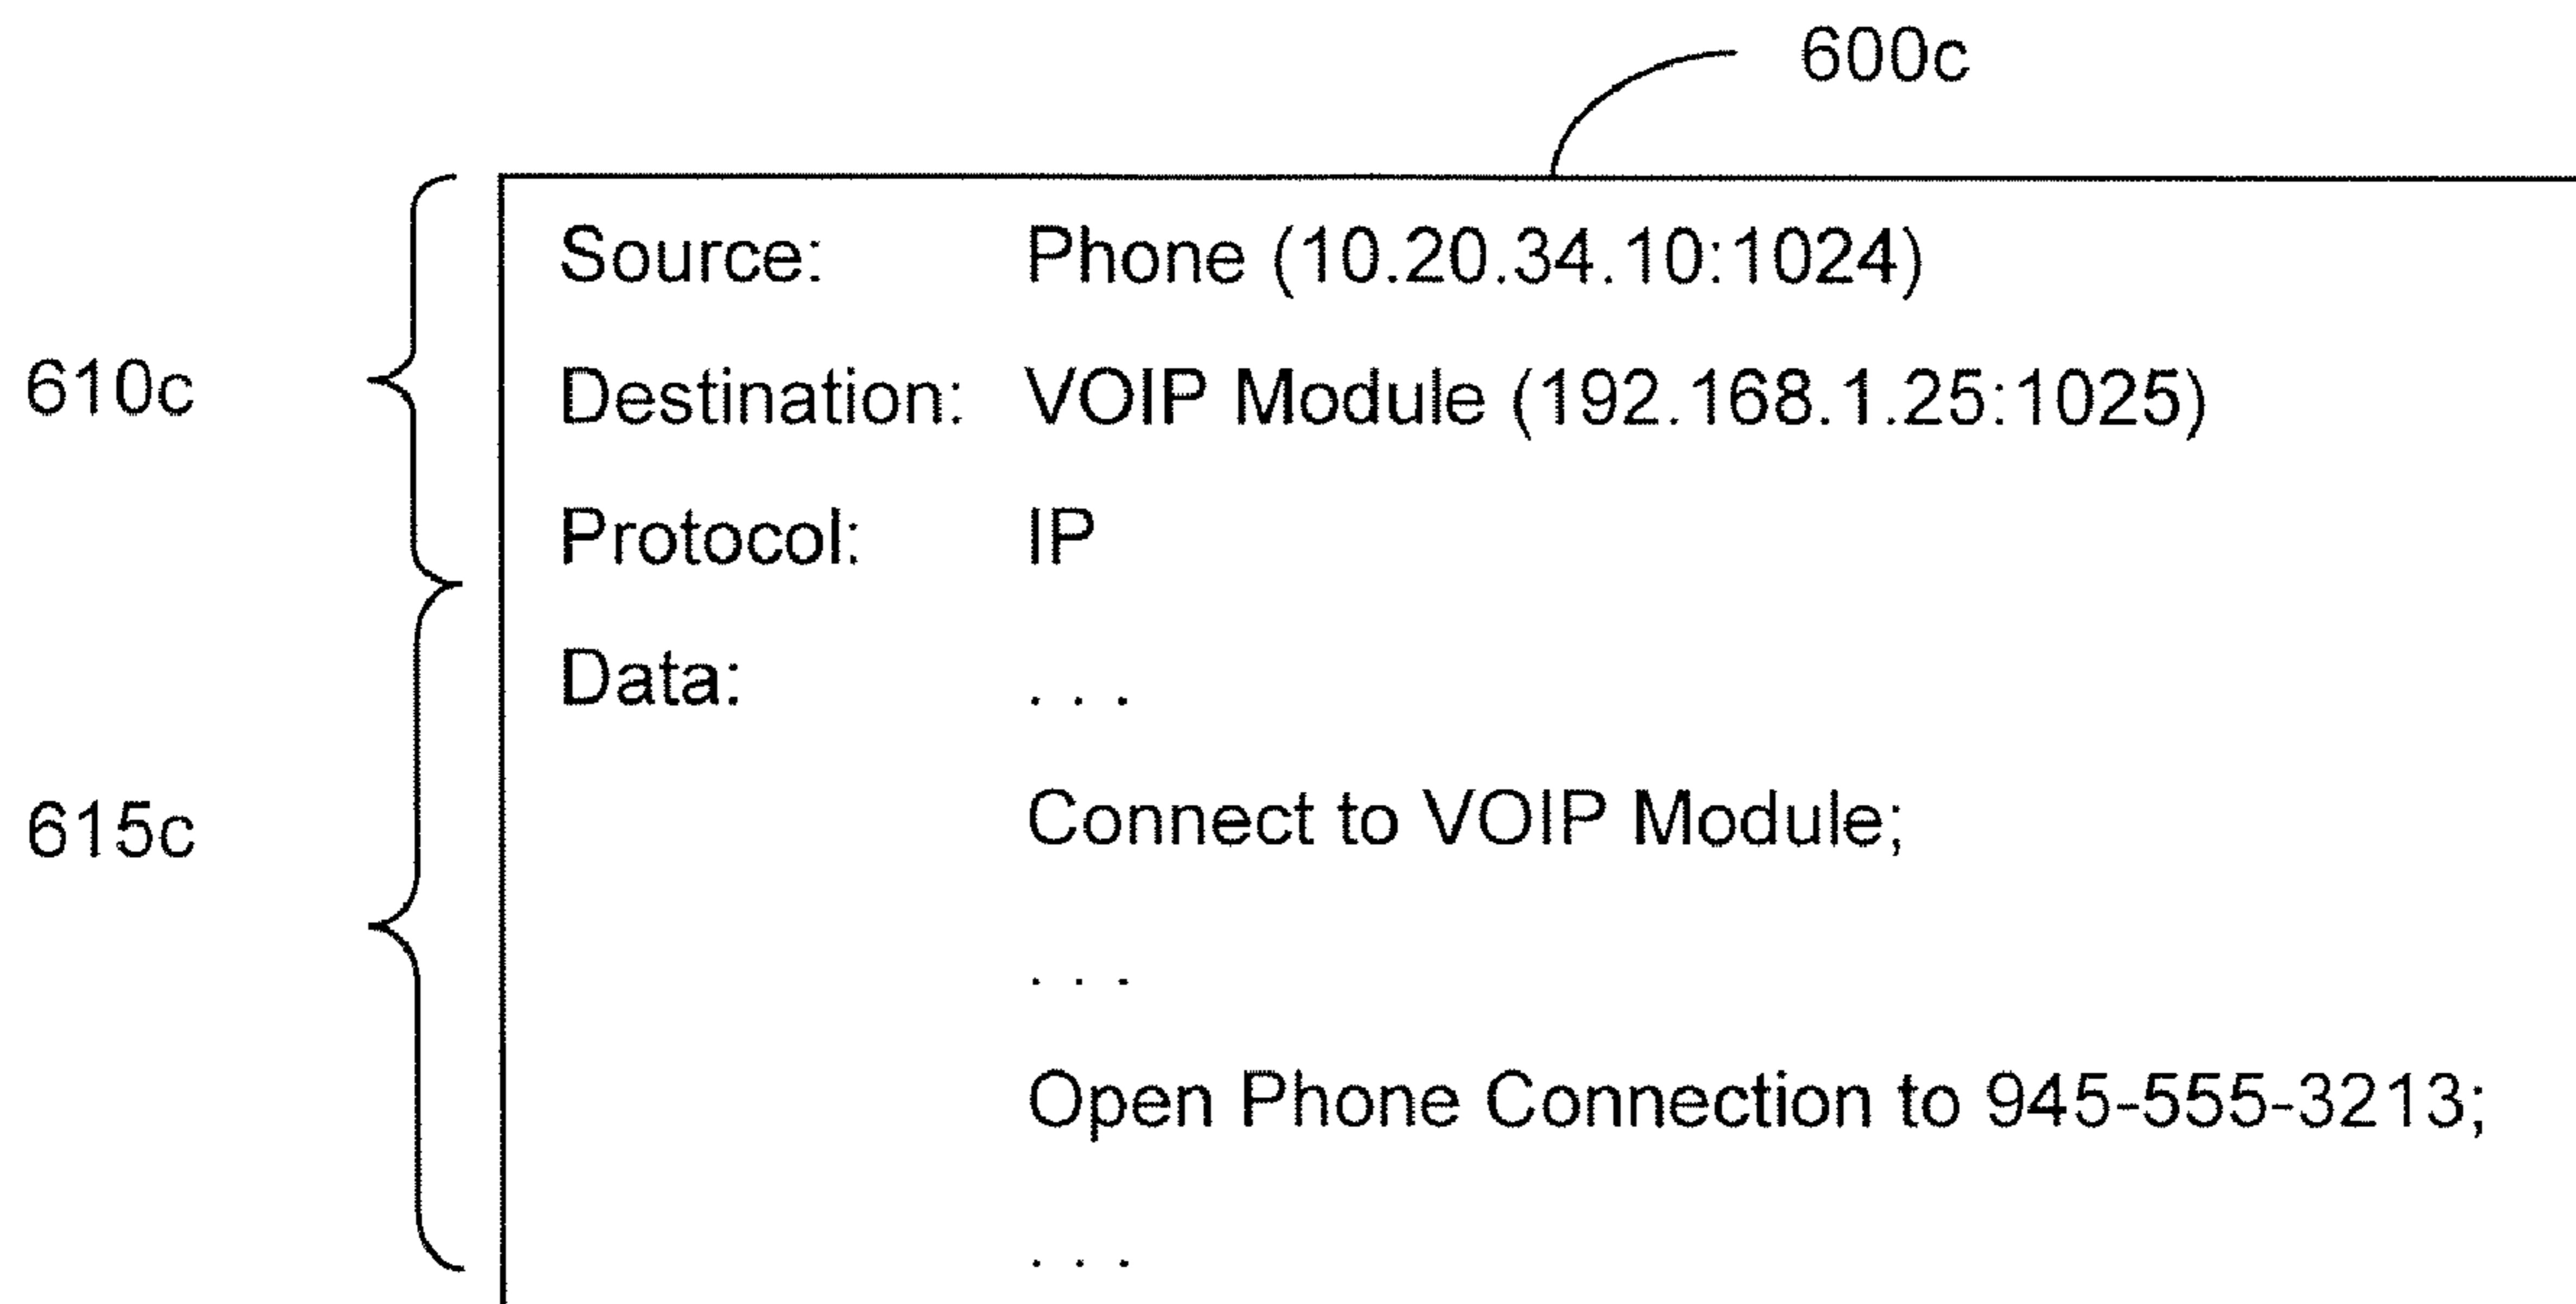 600c
Source: Phone (10.20.34.10:1024)
610c
Destination: VOIP Module (192.168.1.25:1025)
Protocol: IP
Data: . . .
615c
Connect to VOIP Module;
. . .
Open Phone Connection to 945-555-3213;
. . .